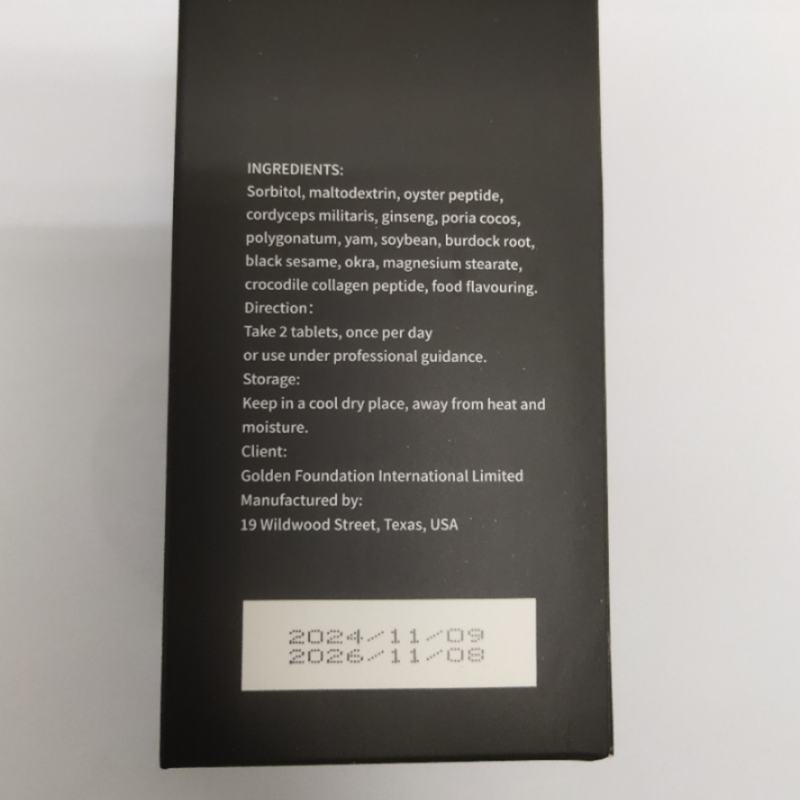 INGREDIENTS:
Sorbitol, maltodextrin, oyster peptide,
cordyceps militaris, ginseng, poria cocos,
polygonatum, yam, soybean, burdock root,
black sesame, okra, magnesium stearate,
crocodile collagen peptide, food flavouring.
Direction:
Take 2 tablets, once per day
or use under professional guidance.
Storage:
Keep in a cool dry place, away from heat and
moisture.
Client:
Golden Foundation International Limited
Manufactured by:
19 Wildwood Street, Texas, USA
2024/11/09
2026/11/08